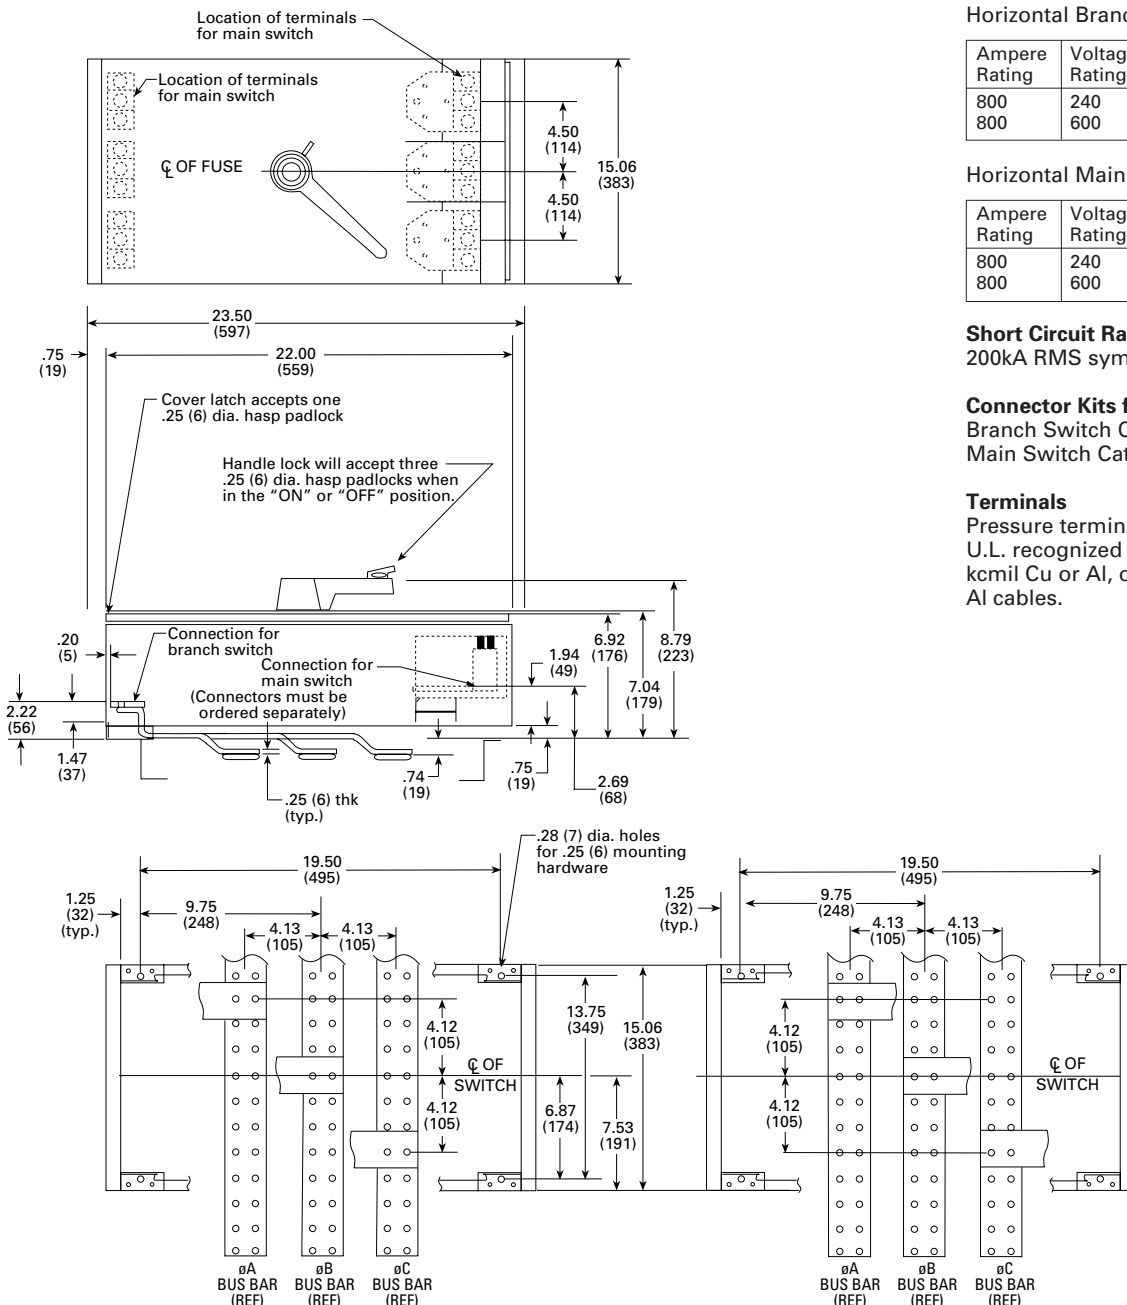 Location of terminals
for main switch
Location of terminals
for main switch
℄ OF FUSE
4.50
(114)
4.50
(114)
15.06
(383)
23.50
(597)
.75
(19)
22.00
(559)
Cover latch accepts one
.25 (6) dia. hasp padlock
Handle lock will accept three
.25 (6) dia. hasp padlocks when
in the “ON” or “OFF” position.
.20
(5)
Connection for
branch switch
Connection for
main switch
(Connectors must be
ordered separately)
2.22
(56)
1.47
(37)
.25 (6) thk
(typ.)
.74
(19)
.75
(19)
1.94
(49)
2.69
(68)
6.92
(176)
7.04
(179)
8.79
(223)
Horizontal Branc
Ampere Voltag
Rating Rating
800 240
800 600
Horizontal Main
Ampere Voltag
Rating Rating
800 240
800 600
Short Circuit Ra
200kA RMS sym
Connector Kits f
Branch Switch C
Main Switch Cat
Terminals
Pressure termin
U.L. recognized
kcmil Cu or Al, o
Al cables.
.28 (7) dia. holes
for .25 (6) mounting
hardware
19.50
(495)
1.25
(32)
(typ.)
9.75
(248)
4.13
(105)
4.13
(105)
4.12
(105)
4.12
(105)
℄ OF
SWITCH
13.75
(349)
15.06
(383)
6.87
(174)
7.53
(191)
øA
BUS BAR
(REF)
øB
BUS BAR
(REF)
øC
BUS BAR
(REF)
19.50
(495)
1.25
(32)
(typ.)
9.75
(248)
4.13
(105)
4.13
(105)
4.12
(105)
4.12
(105)
℄ OF
SWITCH
øA
BUS BAR
(REF)
øB
BUS BAR
(REF)
øC
BUS BAR
(REF)